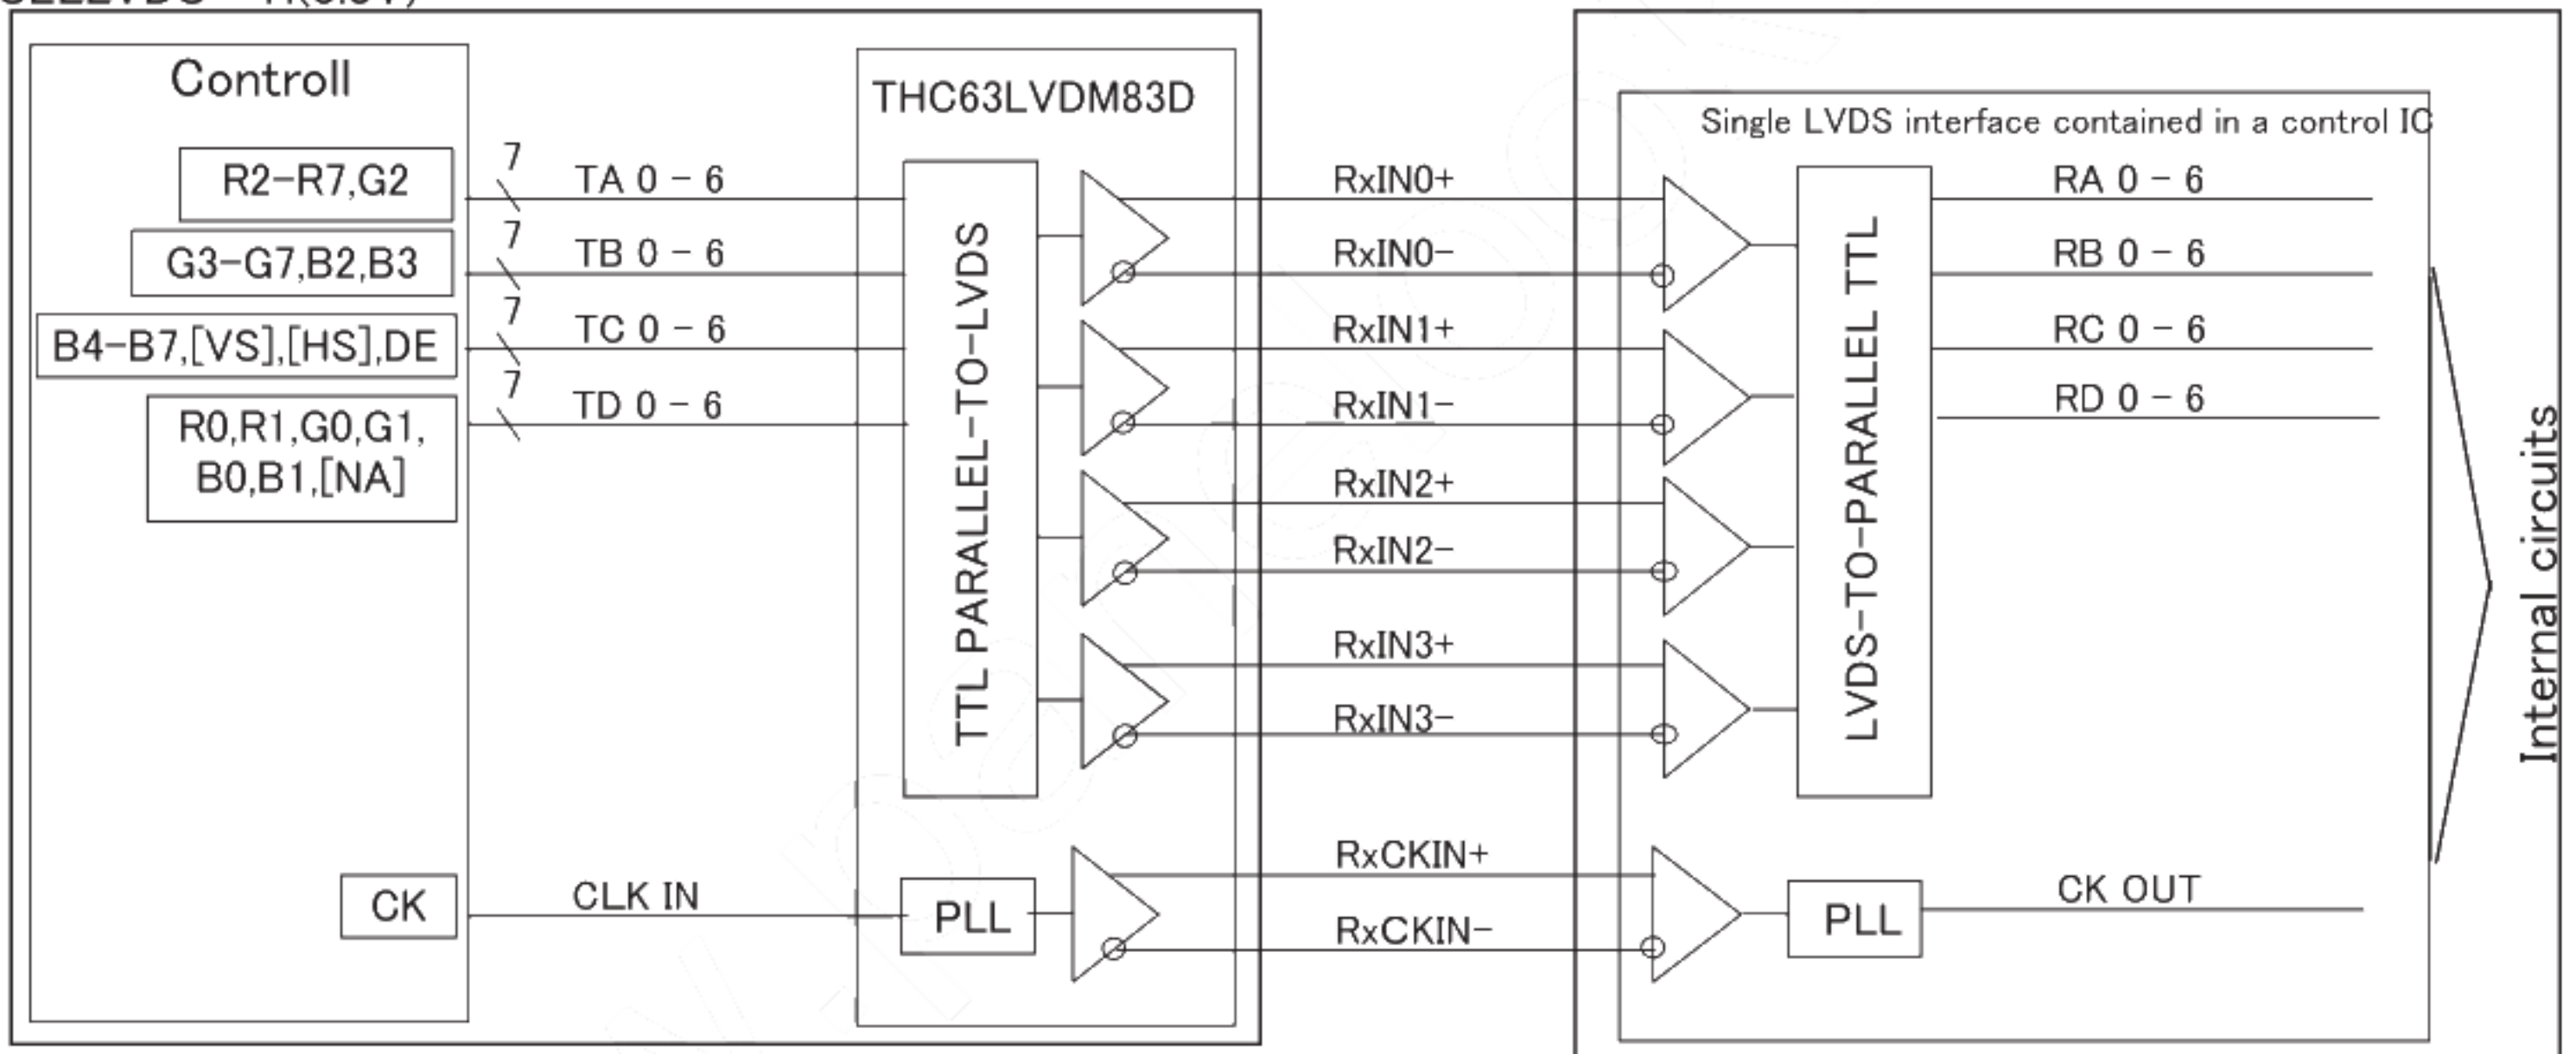 Controll
R2-R7,G2
G3-G7,B2,B3
B4-B7,[VS],[HS],DE
R0,R1,G0,G1,
B0,B1,[NA]
CK
7
TA 0 - 6
7
TB 0 - 6
7
TC 0 - 6
7
TD 0 - 6
CLK IN
THC63LVDM83D
TTL PARALLEL-TO-LVDS
PLL
RxIN0+
RxIN0-
RxIN1+
RxIN1-
RxIN2+
RxIN2-
RxIN3+
RxIN3-
RxCKIN+
RxCKIN-
Single LVDS interface contained in a control IC
LVDS-TO-PARALLEL TTL
PLL
RA 0 - 6
RB 0 - 6
RC 0 - 6
RD 0 - 6
CK OUT
Internal circuits